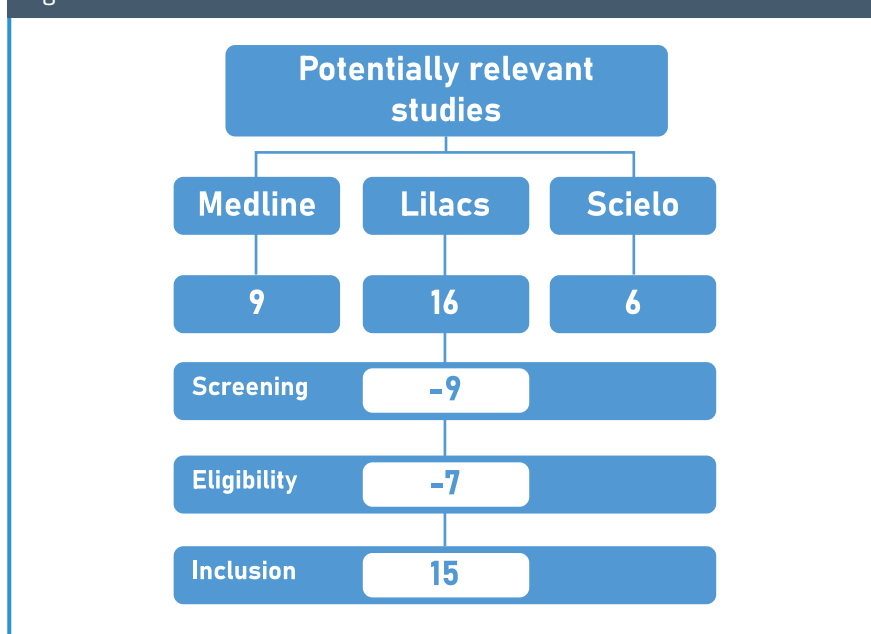 Potentially relevant
studies
Medline
Lilacs
Scielo
9
16
6
Screening
-9
Eligibility
-7
Inclusion
15